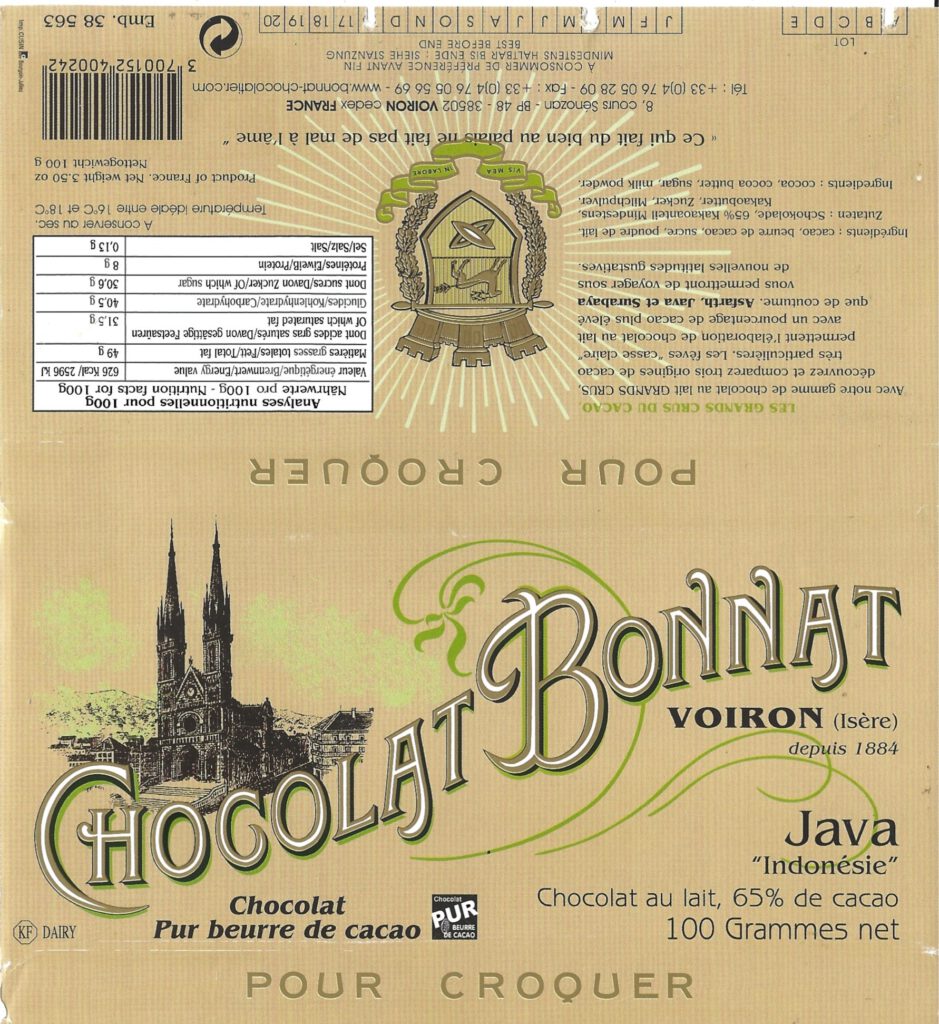 Emb. 38 563
3 700152 400242
J F M A M J J A S O N D 17 18 19 20
A B C D E
LOT
À CONSOMMER DE PRÉFÉRENCE AVANT FIN
MINDESTENS HALTBAR BIS ENDE : SIEHE STANZUNG
BEST BEFORE END
8, cours Sénozan - BP 48 - 38502 VOIRON cedex FRANCE
Tél : +33 (0)4 76 05 28 09 - Fax : +33 (0)4 76 05 56 69 - www.bonnat-chocolatier.com
« Ce qui fait du bien au palais ne fait pas de mal à l'âme "
VIS MEA
IN LABORE
LES GRANDS CRUS DU CACAO.
Avec notre gamme de chocolat au lait GRANDS CRUS,
découvrez et comparez trois origines de cacao
très particulières. Les fèves "casse claire"
permettent l'élaboration de chocolat au lait
avec un pourcentage de cacao plus élevé
que de coutume. Asfarth, Java et Surabaya
vous permettront de voyager sous
de nouvelles latitudes gustatives.
Ingrédients : cacao, beurre de cacao, sucre, poudre de lait.
Zutaten : Schokolade, 65% Kakaoanteil Mindestens,
Kakaobutter, Zucker, Milchpulver.
Ingredients : cocoa, cocoa butter, sugar, milk powder.
Analyses nutritionnelles pour 100g
Nährwerte pro 100g - Nutrition facts for 100g
Valeur énergétique/Brennwert/Energy value 626 Kcal/ 2596 kJ
Matières grasses totales/Fett/Total fat 49 g
Dont acides gras saturés/Davon gesättigte Feetsäuren
Of Which saturated fat 31,5 g
Glucides/Kohlenhydrate/Carbohydrate 40,5 g
Dont sucres/Davon Zucker/Of which sugar 30,6 g
Protéines/Eiweiß/Protein 8 g
Sel/Salz/Salt 0,13 g
A conserver au sec.
Température idéale entre 16°C et 18°C
Product of France. Net weight 3.50 oz
Nettogewicht 100 g
POUR CROQUER
CHOCOLAT BONNAT
VOIRON (Isère)
depuis 1884
Java
"Indonésie"
Chocolat au lait, 65% de cacao
100 Grammes net
Chocolat
Pur beurre de cacao
Chocolat
PUR
BEURRE
DE CACAO
KF DAIRY
POUR CROQUER